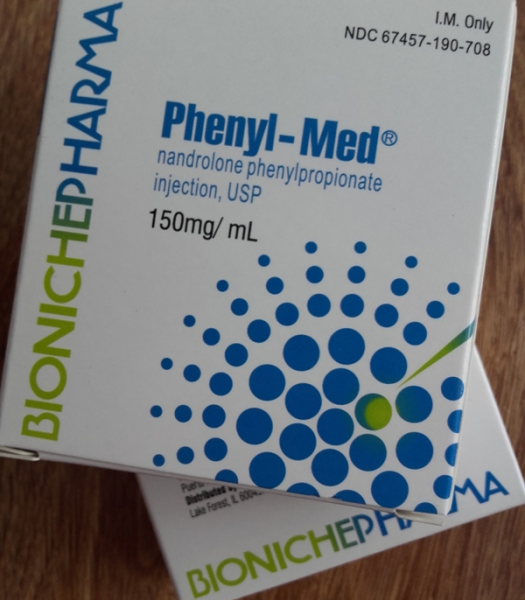 I.M. Only
NDC 67457-190-708
BIONICHEPHARMA
Phenyl-Med®
nandrolone phenylpropionate
injection, USP
150mg/ mL
Distributed
Lake Forest, IL
BIONICHEPHARMA